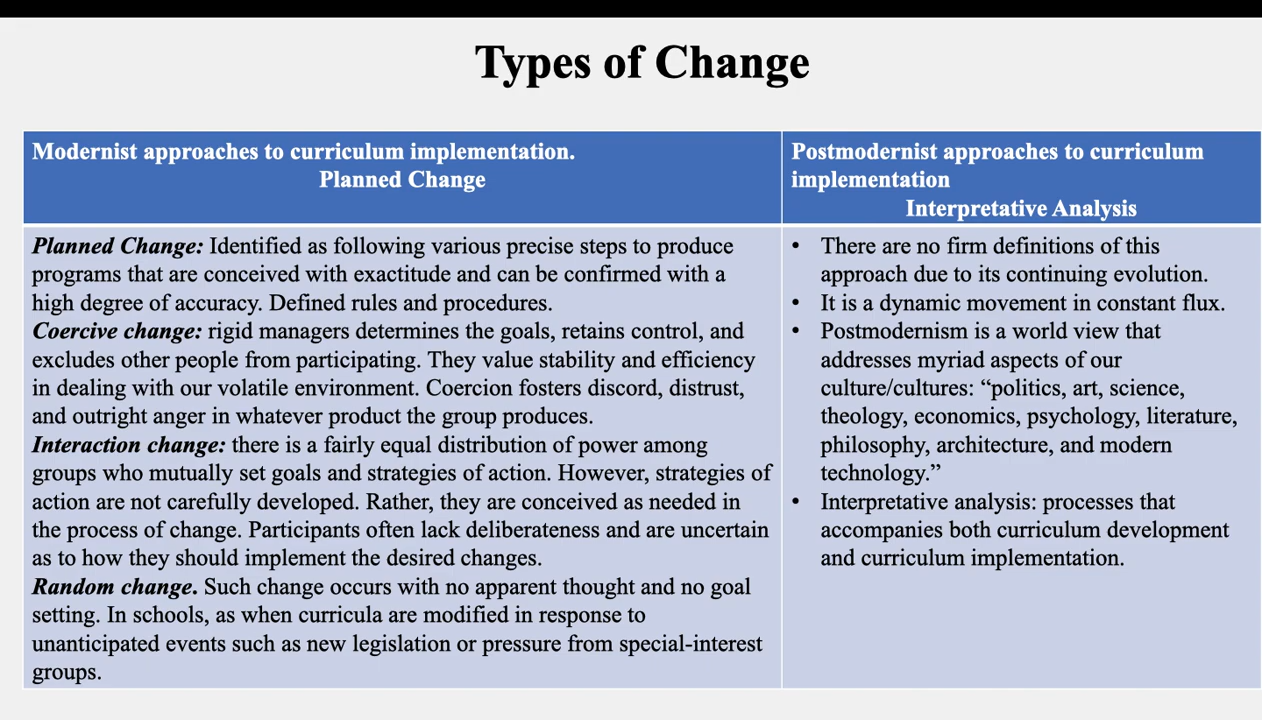 Types of Change
Modernist approaches to curriculum implementation.
Planned Change
Planned Change: Identified as following various precise steps to produce
programs that are conceived with exactitude and can be confirmed with a
high degree of accuracy. Defined rules and procedures.
Coercive change: rigid managers determines the goals, retains control, and
excludes other people from participating. They value stability and efficiency
in dealing with our volatile environment. Coercion fosters discord, distrust,
and outright anger in whatever product the group produces.
Interaction change: there is a fairly equal distribution of power among
groups who mutually set goals and strategies of action. However, strategies of
action are not carefully developed. Rather, they are conceived as needed in
the process of change. Participants often lack deliberateness and are uncertain
as to how they should implement the desired changes.
Random change. Such change occurs with no apparent thought and no goal
setting. In schools, as when curricula are modified in response to
unanticipated events such as new legislation or pressure from special-interest
groups.
Postmodernist approaches to curriculum
implementation
Interpretative Analysis
• There are no firm definitions of this
approach due to its continuing evolution.
• It is a dynamic movement in constant flux.
• Postmodernism is a world view that
addresses myriad aspects of our
culture/cultures: “politics, art, science,
theology, economics, psychology, literature,
philosophy, architecture, and modern
technology.”
• Interpretative analysis: processes that
accompanies both curriculum development
and curriculum implementation.